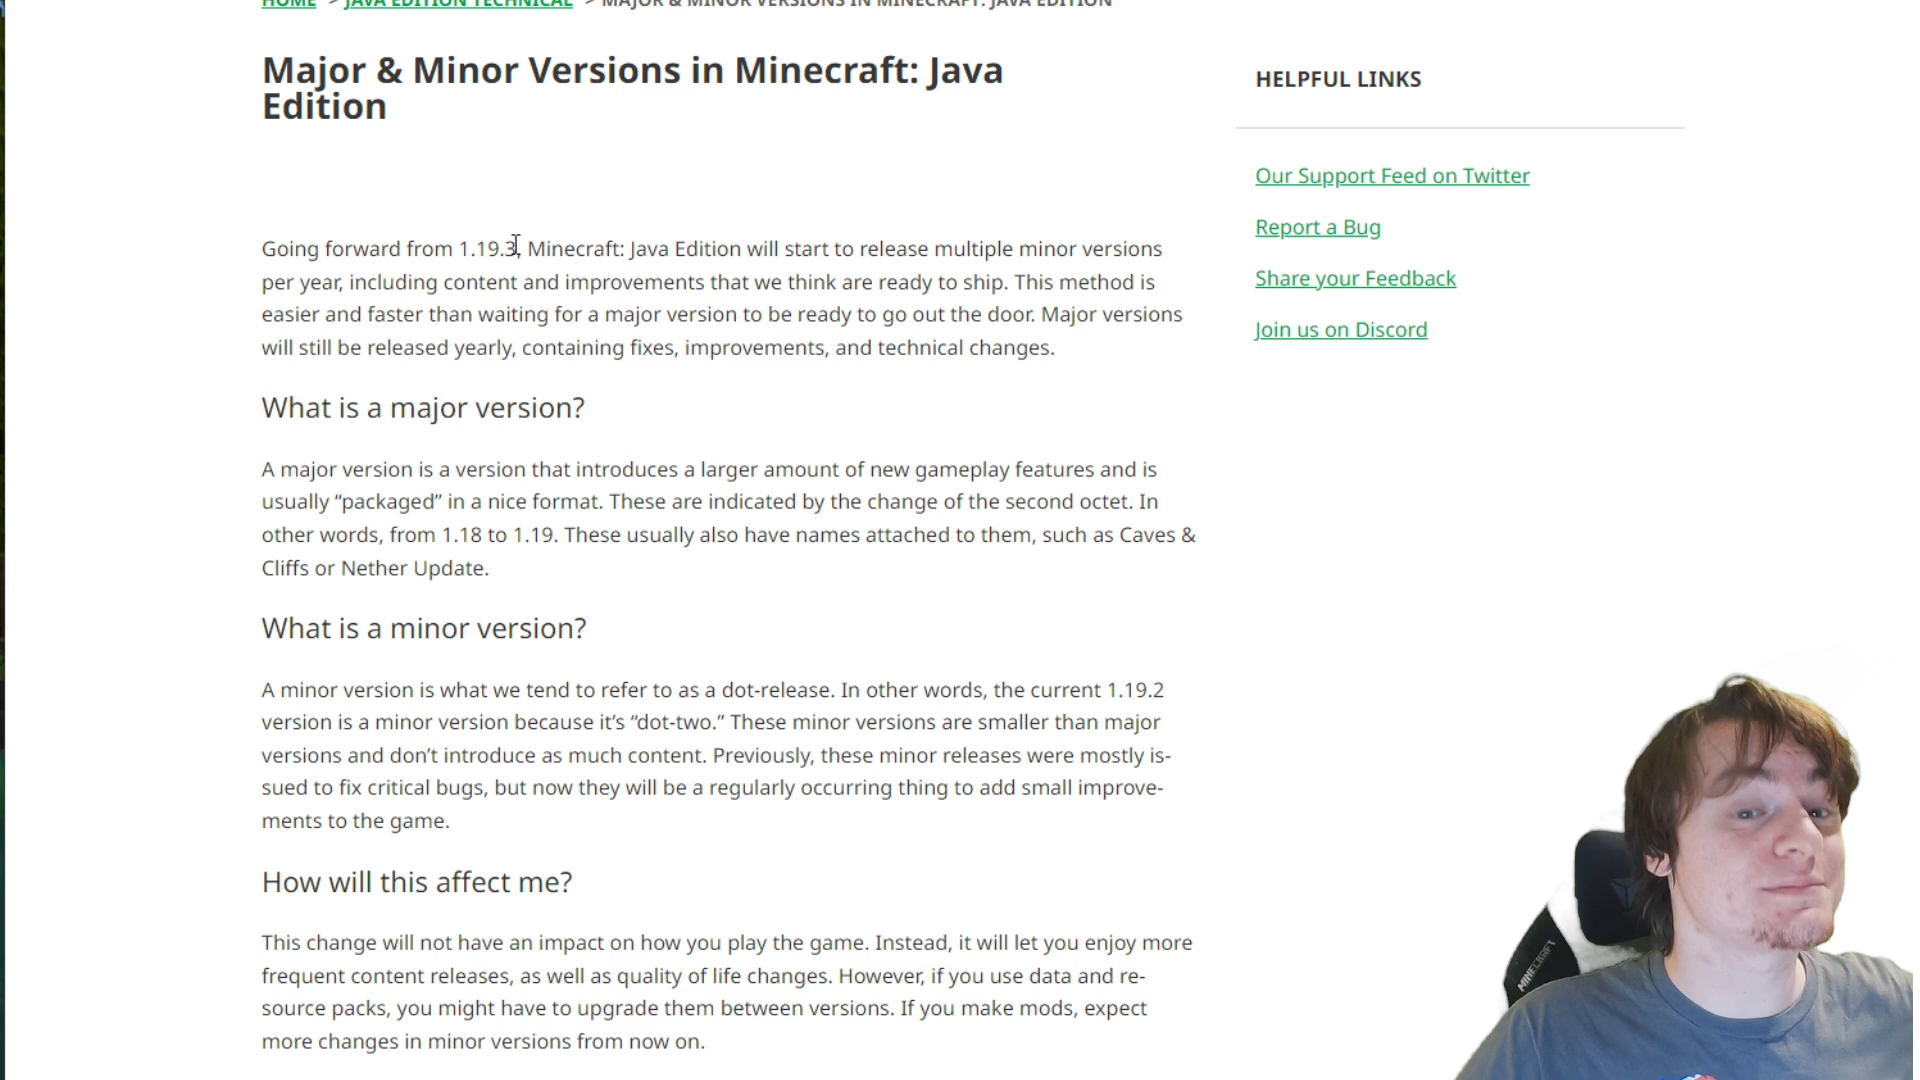 HOME > JAVA EDITION TECHNICAL > MAJOR & MINOR VERSIONS IN MINECRAFT: JAVA EDITION
Major & Minor Versions in Minecraft: Java
Edition
Going forward from 1.19.3, Minecraft: Java Edition will start to release multiple minor versions
per year, including content and improvements that we think are ready to ship. This method is
easier and faster than waiting for a major version to be ready to go out the door. Major versions
will still be released yearly, containing fixes, improvements, and technical changes.
What is a major version?
A major version is a version that introduces a larger amount of new gameplay features and is
usually “packaged” in a nice format. These are indicated by the change of the second octet. In
other words, from 1.18 to 1.19. These usually also have names attached to them, such as Caves &
Cliffs or Nether Update.
What is a minor version?
A minor version is what we tend to refer to as a dot-release. In other words, the current 1.19.2
version is a minor version because it’s “dot-two.” These minor versions are smaller than major
versions and don’t introduce as much content. Previously, these minor releases were mostly is-
sued to fix critical bugs, but now they will be a regularly occurring thing to add small improve-
ments to the game.
How will this affect me?
This change will not have an impact on how you play the game. Instead, it will let you enjoy more
frequent content releases, as well as quality of life changes. However, if you use data and re-
source packs, you might have to upgrade them between versions. If you make mods, expect
more changes in minor versions from now on.
HELPFUL LINKS
Our Support Feed on Twitter
Report a Bug
Share your Feedback
Join us on Discord
MINECRAFT